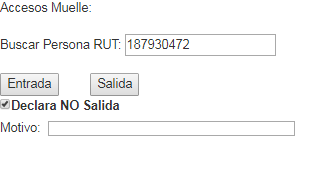 Accesos Muelle:
Buscar Persona RUT: 187930472
Entrada Salida
Declara NO Salida
Motivo: